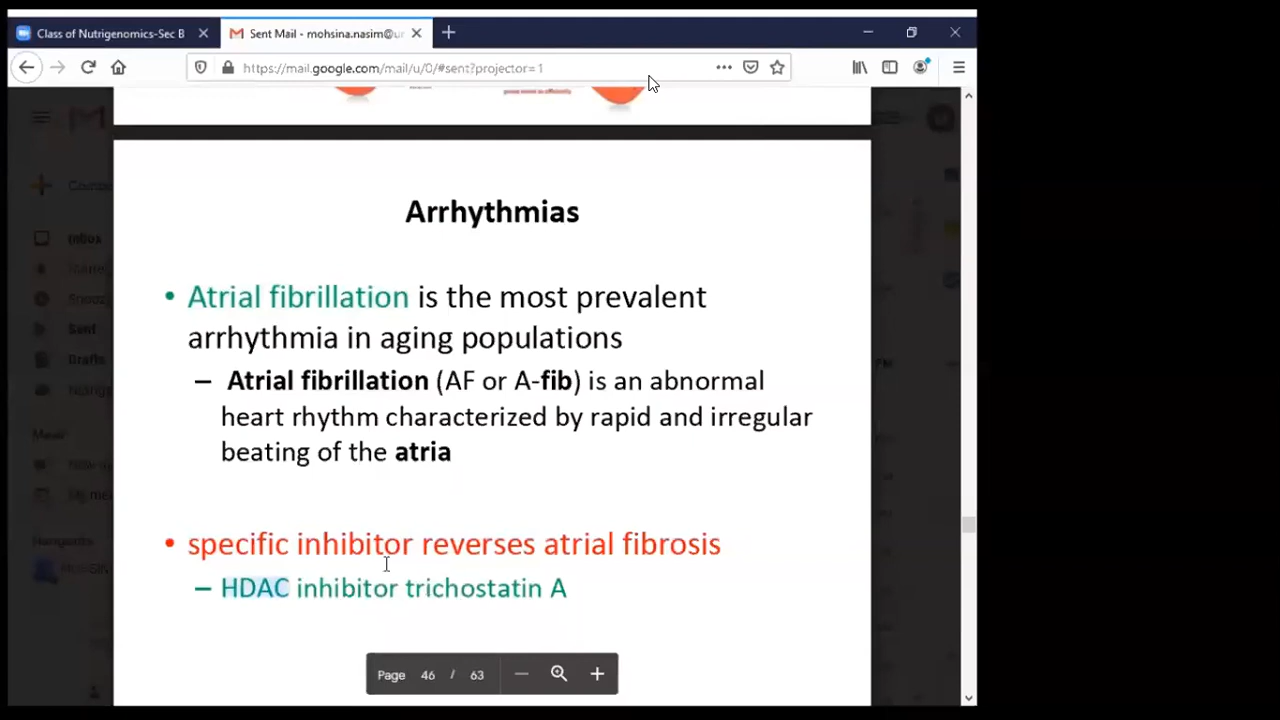 Class of Nutrigenomics-Sec B
Sent Mail - mohsina.nasim@u
https://mail.google.com/mail/u/0/#sent?projector=1
Arrhythmias
• Atrial fibrillation is the most prevalent
arrhythmia in aging populations
– Atrial fibrillation (AF or A-fib) is an abnormal
heart rhythm characterized by rapid and irregular
beating of the atria
• specific inhibitor reverses atrial fibrosis
– HDAC inhibitor trichostatin A
Inbox
Sent
Drafts
Page 46 / 63